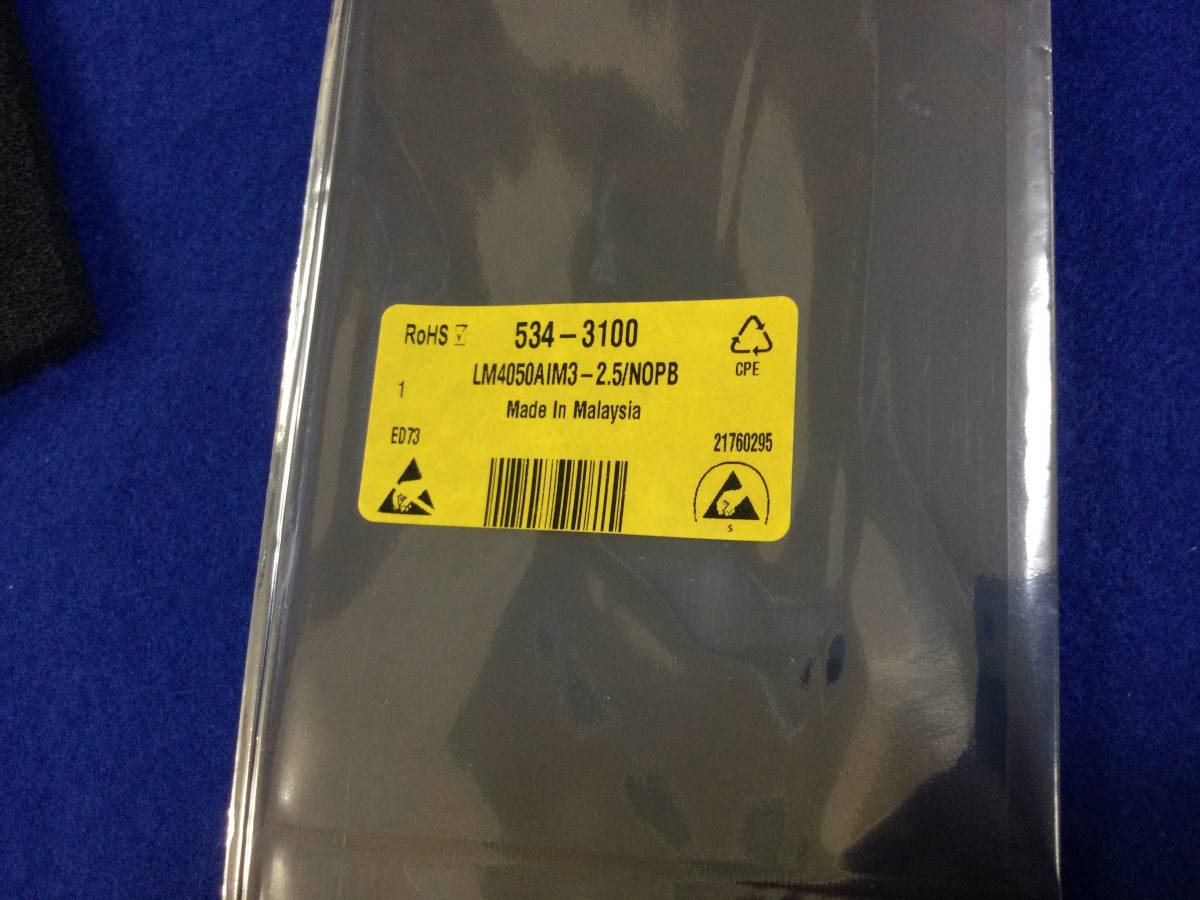 RoHS
534-3100
LM4050AIM3-2.5/NOPB
CPE
1
Made In Malaysia
ED73
21760295
S